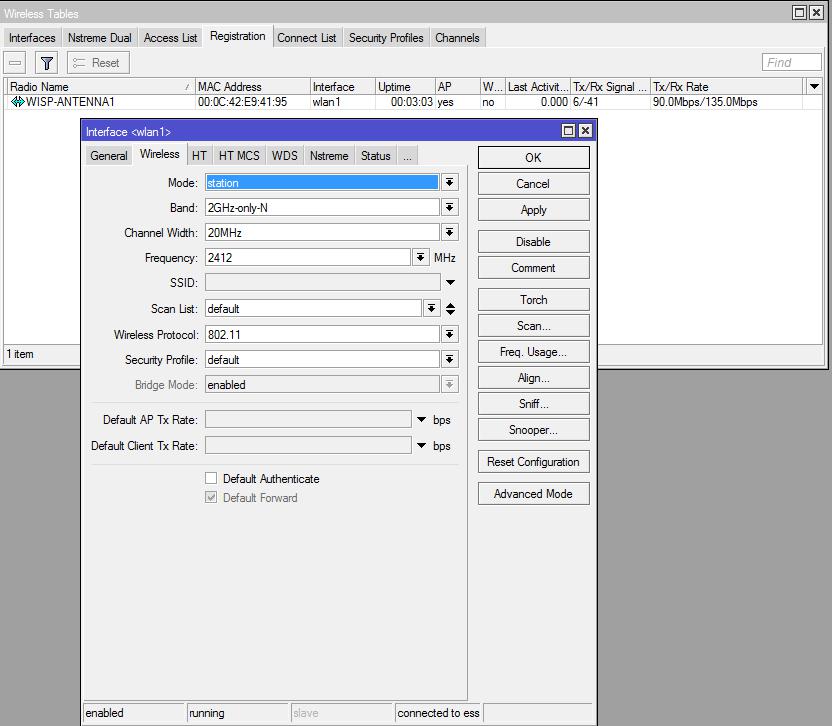 Wireless Tables
Interfaces Nstreme Dual Access List Registration Connect List Security Profiles Channels
Reset Find
Radio Name MAC Address Interface Uptime AP W... Last Activit... Tx/Rx Signal ... Tx/Rx Rate
WISP-ANTENNA1 00:0C:42:E9:41:95 wlan1 00:03:03 yes no 0.000 6/-41 90.0Mbps/135.0Mbps
1 item
Interface <wlan1>
General Wireless HT HT MCS WDS Nstreme Status ...
Mode: station
Band: 2GHz-only-N
Channel Width: 20MHz
Frequency: 2412 MHz
SSID:
Scan List: default
Wireless Protocol: 802.11
Security Profile: default
Bridge Mode: enabled
Default AP Tx Rate: bps
Default Client Tx Rate: bps
Default Authenticate
Default Forward
OK
Cancel
Apply
Disable
Comment
Torch
Scan...
Freq. Usage...
Align...
Sniff...
Snooper...
Reset Configuration
Advanced Mode
enabled running slave connected to ess